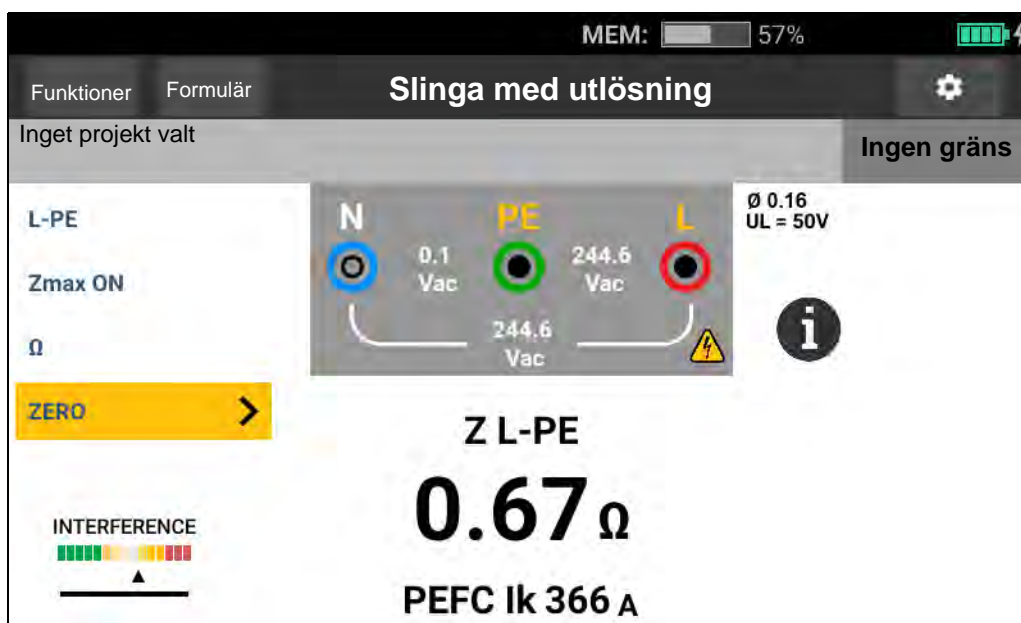 MEM: 57%
Funktioner Formulär Slinga med utlösning
Inget projekt valt
Ingen gräns
L-PE
Zmax ON
Ω
ZERO
INTERFERENCE
N PE L
0.1 Vac
244.6 Vac
244.6 Vac
Ø 0.16
UL = 50V
i
Z L-PE
0.67 Ω
PEFC Ik 366 A